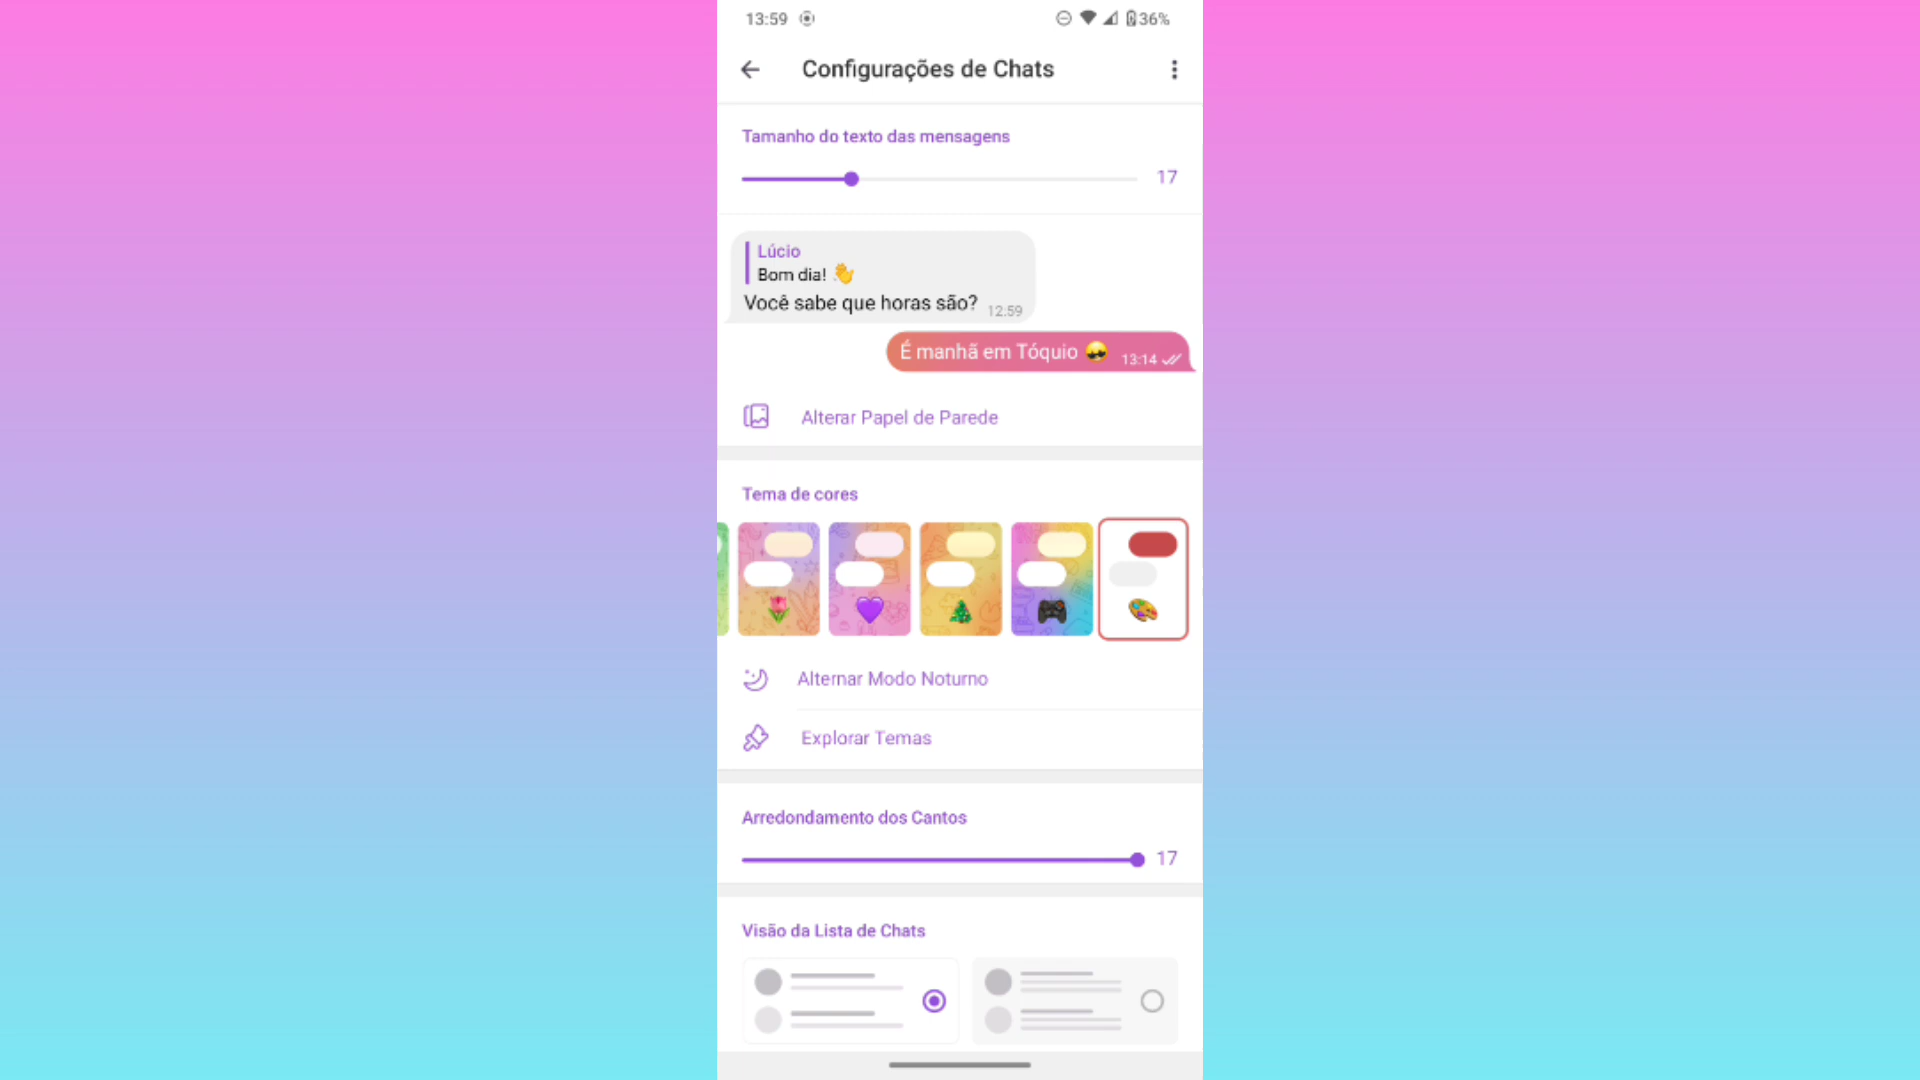 13:59 36%
Configurações de Chats
Tamanho do texto das mensagens
17
Lúcio
Bom dia! 👋
Você sabe que horas são? 12:59
É manhã em Tóquio 😎 13:14
Alterar Papel de Parede
Tema de cores
Alternar Modo Noturno
Explorar Temas
Arredondamento dos Cantos
17
Visão da Lista de Chats